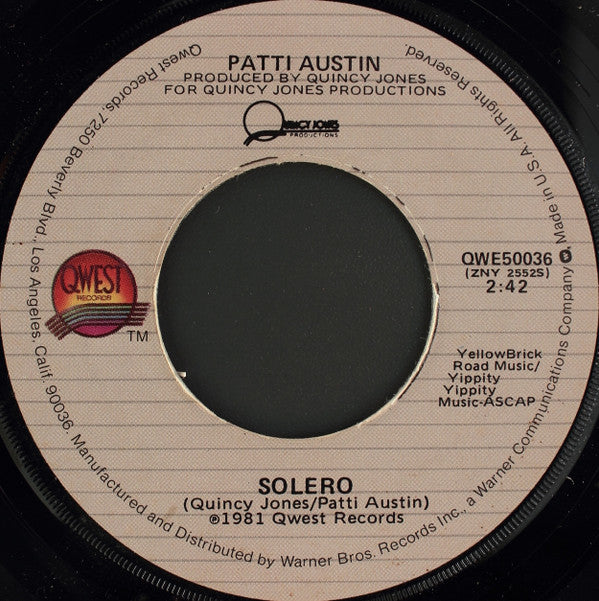 PATTI AUSTIN
PRODUCED BY QUINCY JONES
FOR QUINCY JONES PRODUCTIONS
QUINCY JONES
PRODUCTIONS
QWEST
RECORDS
TM
QWE50036 S
(ZNY 2552S)
2:42
YellowBrick
Road Music/
Yippity
Yippity
Music-ASCAP
SOLERO
(Quincy Jones/Patti Austin)
℗1981 Qwest Records
Qwest Records, 7250 Beverly Blvd., Los Angeles, Calif. 90036. Manufactured and Distributed by Warner Bros. Records Inc., a Warner Communications Company. Made in U.S.A. All Rights Reserved.